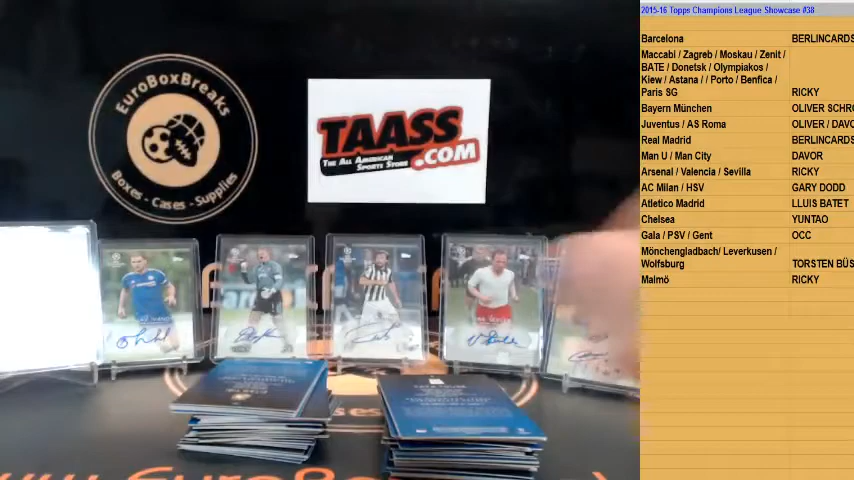 2015-16 Topps Champions League Showcase #38
Barcelona BERLINCARDS
Maccabi / Zagreb / Moskau / Zenit /
BATE / Donetsk / Olympiakos /
Kiew / Astana / / Porto / Benfica /
Paris SG RICKY
Bayern München OLIVER SCHRO
Juventus / AS Roma OLIVER / DAVO
Real Madrid BERLINCARDS
Man U / Man City DAVOR
Arsenal / Valencia / Sevilla RICKY
AC Milan / HSV GARY DODD
Atletico Madrid LLUIS BATET
Chelsea YUNTAO
Gala / PSV / Gent OCC
Mönchengladbach/ Leverkusen /
Wolfsburg TORSTEN BÜS
Malmö RICKY
EuroBoxBreaks
Boxes - Cases - Supplies
TAASS
THE ALL AMERICAN
SPORTS STORE .COM